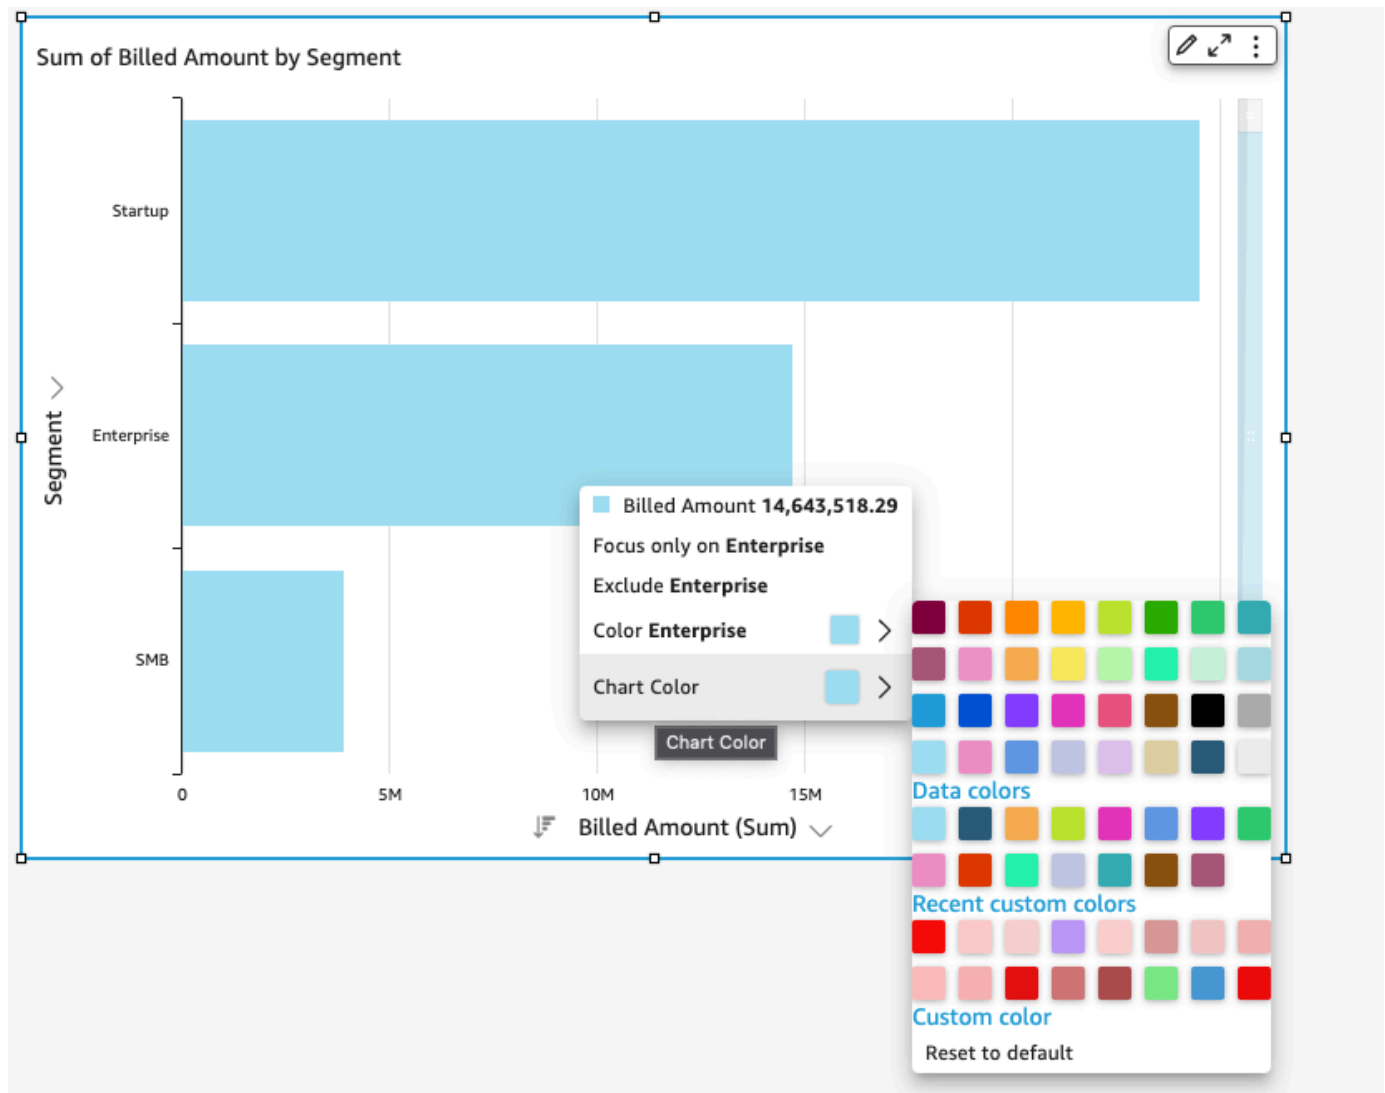 Sum of Billed Amount by Segment
Startup
Enterprise
SMB
Segment
0
5M
10M
15M
Billed Amount (Sum)
Billed Amount 14,643,518.29
Focus only on Enterprise
Exclude Enterprise
Color Enterprise
Chart Color
Chart Color
Data colors
Recent custom colors
Custom color
Reset to default